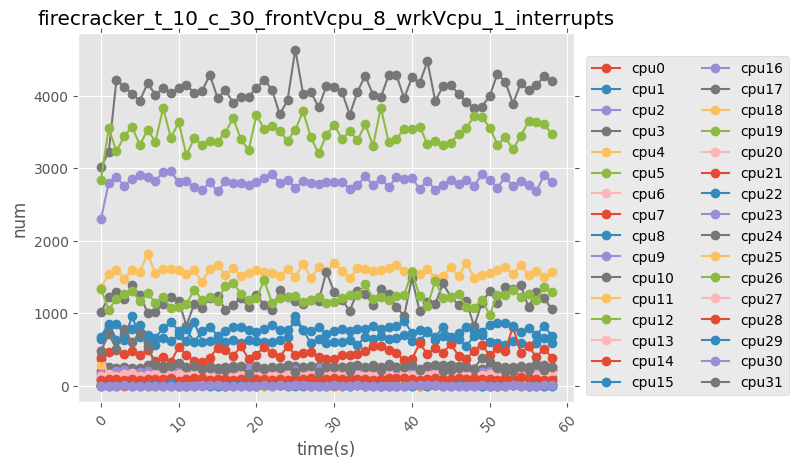 firecracker_t_10_c_30_frontVcpu_8_wrkVcpu_1_interrupts
num
4000
3000
2000
1000
0
0
10
20
30
40
50
60
time(s)
cpu0
cpu1
cpu2
cpu3
cpu4
cpu5
cpu6
cpu7
cpu8
cpu9
cpu10
cpu11
cpu12
cpu13
cpu14
cpu15
cpu16
cpu17
cpu18
cpu19
cpu20
cpu21
cpu22
cpu23
cpu24
cpu25
cpu26
cpu27
cpu28
cpu29
cpu30
cpu31